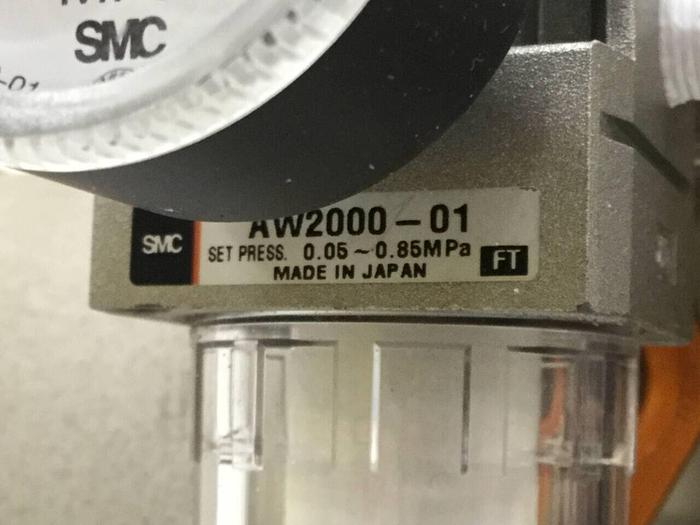 SMC
SMC
AW2000-01
SET PRESS. 0.05~0.85MPa
MADE IN JAPAN
FT